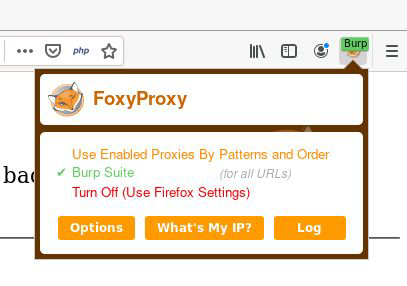 php
Burp
FoxyProxy
Use Enabled Proxies By Patterns and Order
✔ Burp Suite (for all URLs)
Turn Off (Use Firefox Settings)
Options What's My IP? Log